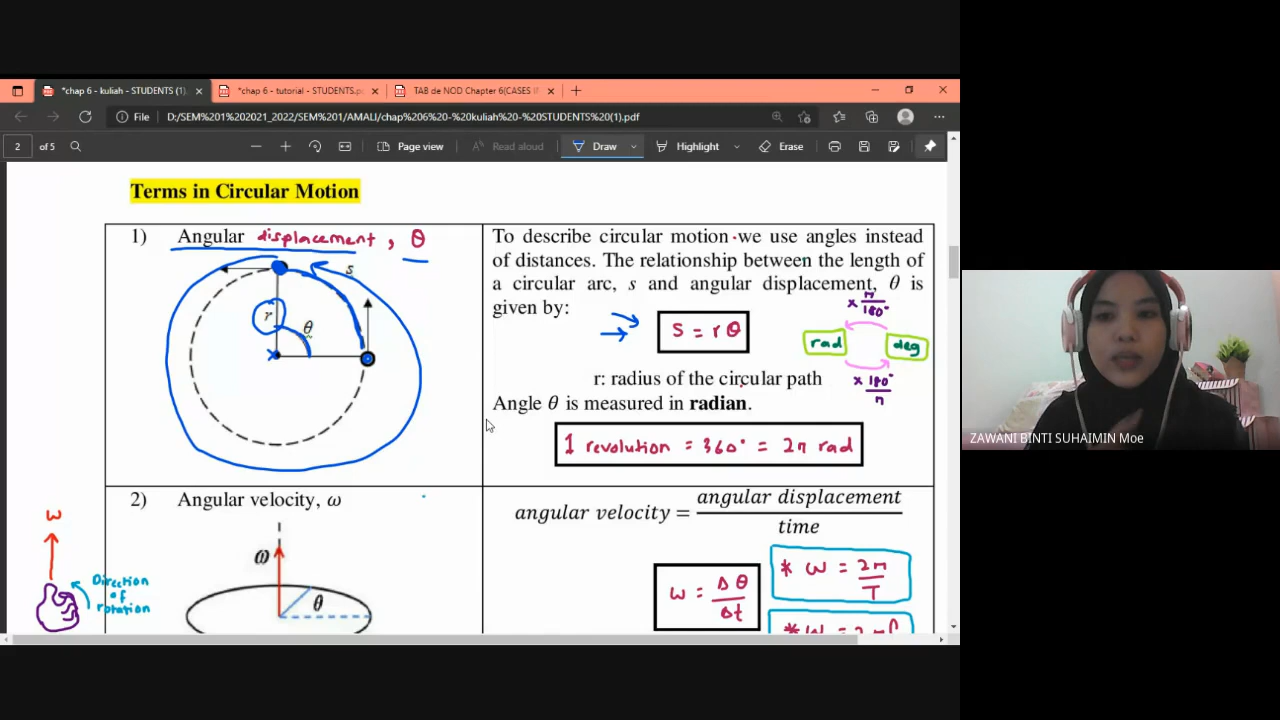 *chap 6 - kuliah - STUDENTS (1).
*chap 6 - tutorial - STUDENTS.p
TAB de NOD Chapter 6(CASES I
File
D:/SEM%201%202021_2022/SEM%201/AMALI/chap%206%20-%20kuliah%20-%20STUDENTS%20(1).pdf
2 of 5
Page view
Read aloud
Draw
Highlight
Erase
Terms in Circular Motion
1) Angular displacement, θ
s
r
θ
To describe circular motion we use angles instead
of distances. The relationship between the length of
a circular arc, s and angular displacement, θ is
given by:
S = rθ
× π/180°
rad
deg
× 180°/π
r: radius of the circular path
Angle θ is measured in radian.
1 revolution = 360° = 2π rad
ZAWANI BINTI SUHAIMIN Moe
2) Angular velocity, ω
ω
Direction
of
rotation
ω
θ
angular velocity = angular displacement/time
ω = Δθ/Δt
* ω = 2π/T
* ω = 2πf